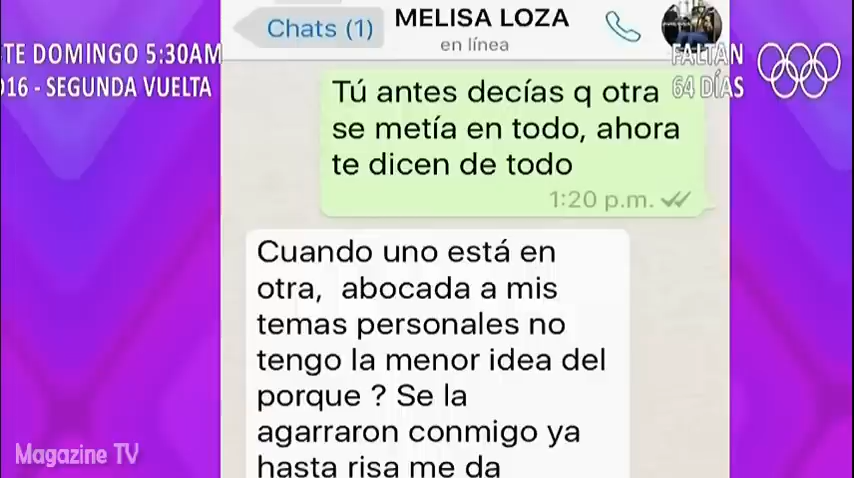 Chats (1)
MELISA LOZA
en línea
TE DOMINGO 5:30AM
016 - SEGUNDA VUELTA
FALTAN
64 DÍAS
Tú antes decías q otra
se metía en todo, ahora
te dicen de todo
1:20 p.m.
Cuando uno está en
otra, abocada a mis
temas personales no
tengo la menor idea del
porque ? Se la
agarraron conmigo ya
hasta risa me da
Magazine TV